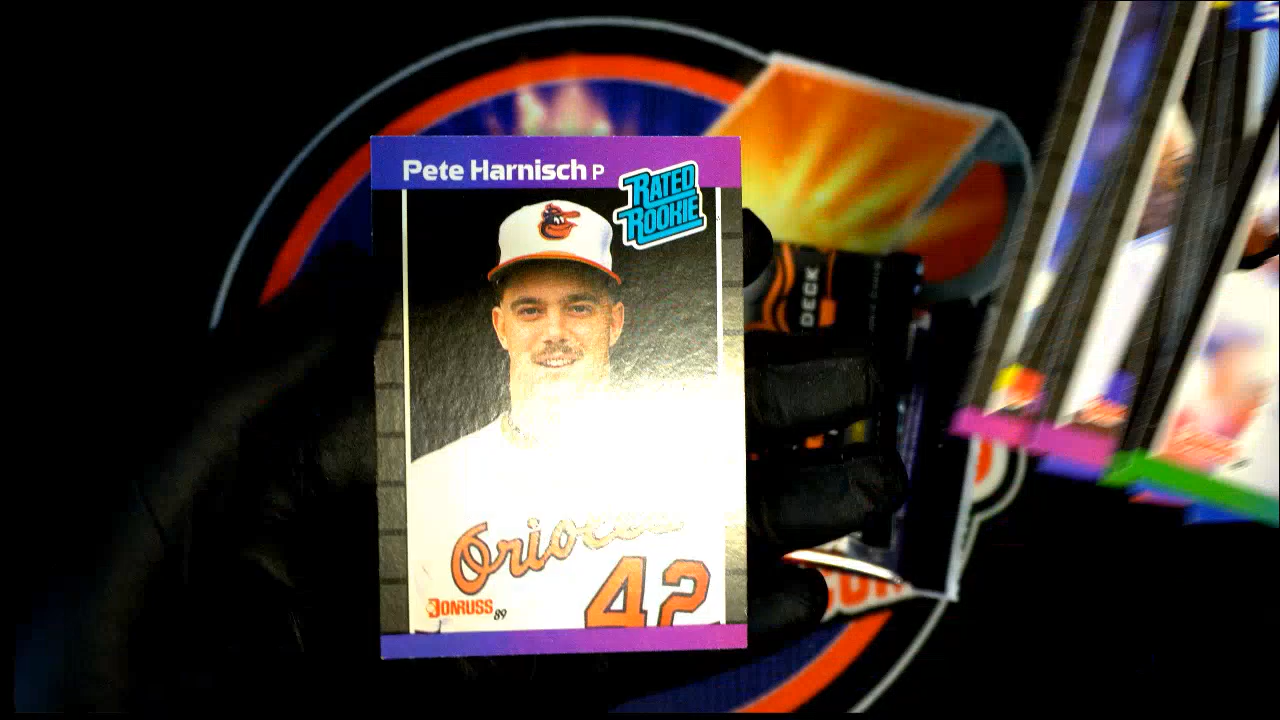 Pete Harnisch P
RATED
ROOKIE
DECK
Orioles
42
DONRUSS 89